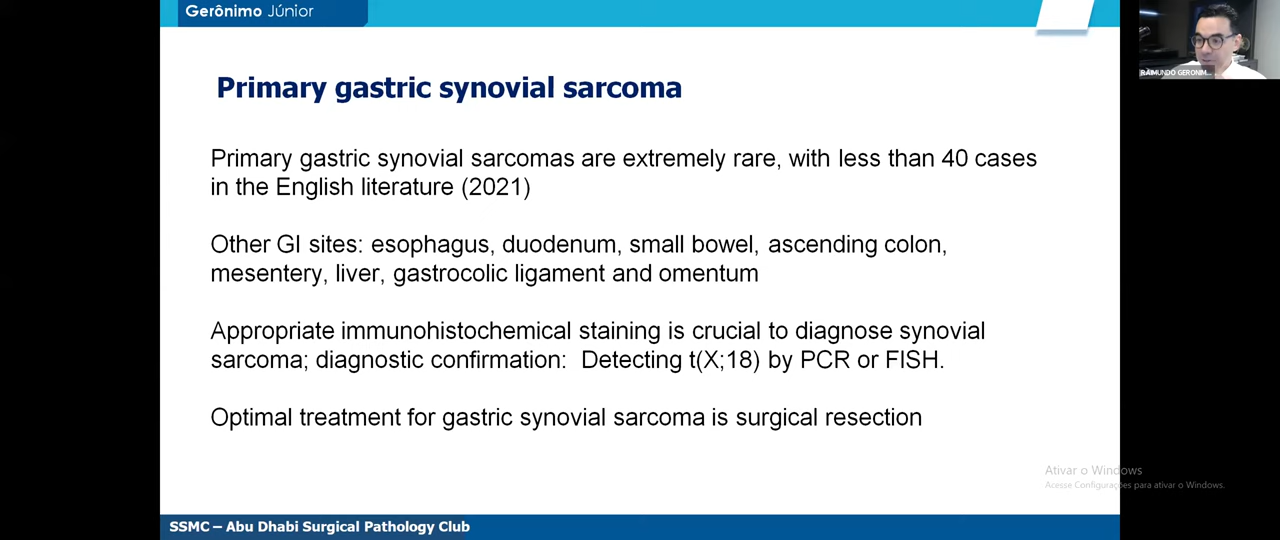 Gerônimo Júnior
RAIMUNDO GERONIM...
Primary gastric synovial sarcoma
Primary gastric synovial sarcomas are extremely rare, with less than 40 cases
in the English literature (2021)
Other GI sites: esophagus, duodenum, small bowel, ascending colon,
mesentery, liver, gastrocolic ligament and omentum
Appropriate immunohistochemical staining is crucial to diagnose synovial
sarcoma; diagnostic confirmation: Detecting t(X;18) by PCR or FISH.
Optimal treatment for gastric synovial sarcoma is surgical resection
Ativar o Windows
Acesse Configurações para ativar o Windows.
SSMC – Abu Dhabi Surgical Pathology Club